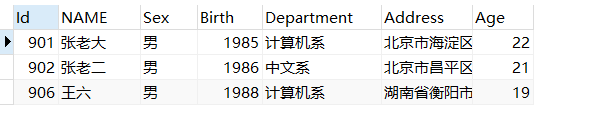 Id NAME Sex Birth Department Address Age
901 张老大 男 1985 计算机系 北京市海淀区 22
902 张老二 男 1986 中文系 北京市昌平区 21
906 王六 男 1988 计算机系 湖南省衡阳市 19